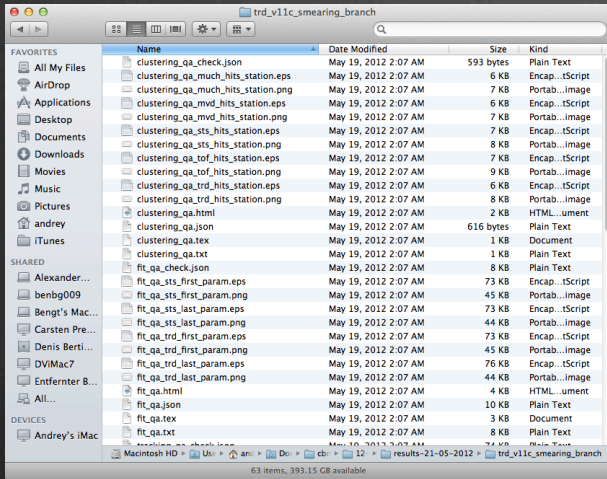 trd_v11c_smearing_branch
FAVORITES
All My Files
AirDrop
Applications
Desktop
Documents
Downloads
Movies
Music
Pictures
andrey
iTunes
SHARED
Alexander...
benbg009
Bengt's Mac...
Carsten Pre...
Denis Berti...
DViMac7
Entfernter B...
All...
DEVICES
Andrey's iMac
Name Date Modified Size Kind
clustering_qa_check.json May 19, 2012 2:07 AM 593 bytes Plain Text
clustering_qa_much_hits_station.eps May 19, 2012 2:07 AM 6 KB Encap...tScript
clustering_qa_much_hits_station.png May 19, 2012 2:07 AM 7 KB Portab...image
clustering_qa_mvd_hits_station.eps May 19, 2012 2:07 AM 6 KB Encap...tScript
clustering_qa_mvd_hits_station.png May 19, 2012 2:07 AM 7 KB Portab...image
clustering_qa_sts_hits_station.eps May 19, 2012 2:07 AM 6 KB Encap...tScript
clustering_qa_sts_hits_station.png May 19, 2012 2:07 AM 8 KB Portab...image
clustering_qa_tof_hits_station.eps May 19, 2012 2:07 AM 6 KB Encap...tScript
clustering_qa_tof_hits_station.png May 19, 2012 2:07 AM 9 KB Portab...image
clustering_qa_trd_hits_station.eps May 19, 2012 2:07 AM 6 KB Encap...tScript
clustering_qa_trd_hits_station.png May 19, 2012 2:07 AM 8 KB Portab...image
clustering_qa.html May 19, 2012 2:07 AM 2 KB HTML...ument
clustering_qa.json May 19, 2012 2:07 AM 616 bytes Plain Text
clustering_qa.tex May 19, 2012 2:07 AM 1 KB Document
clustering_qa.txt May 19, 2012 2:07 AM 1 KB Plain Text
fit_qa_check.json May 19, 2012 2:07 AM 8 KB Plain Text
fit_qa_sts_first_param.eps May 19, 2012 2:07 AM 73 KB Encap...tScript
fit_qa_sts_first_param.png May 19, 2012 2:07 AM 45 KB Portab...image
fit_qa_sts_last_param.eps May 19, 2012 2:07 AM 73 KB Encap...tScript
fit_qa_sts_last_param.png May 19, 2012 2:07 AM 44 KB Portab...image
fit_qa_trd_first_param.eps May 19, 2012 2:07 AM 73 KB Encap...tScript
fit_qa_trd_first_param.png May 19, 2012 2:07 AM 45 KB Portab...image
fit_qa_trd_last_param.eps May 19, 2012 2:07 AM 76 KB Encap...tScript
fit_qa_trd_last_param.png May 19, 2012 2:07 AM 44 KB Portab...image
fit_qa.html May 19, 2012 2:07 AM 4 KB HTML...ument
fit_qa.json May 19, 2012 2:07 AM 10 KB Plain Text
fit_qa.tex May 19, 2012 2:07 AM 3 KB Document
fit_qa.txt May 19, 2012 2:07 AM 8 KB Plain Text
tracking_qa_check.json May 19, 2012 2:07 AM 74 KB Plain Text
Macintosh HD Use and Do cbr 12- results-21-05-2012 trd_v11c_smearing_branch
63 items, 393.15 GB available